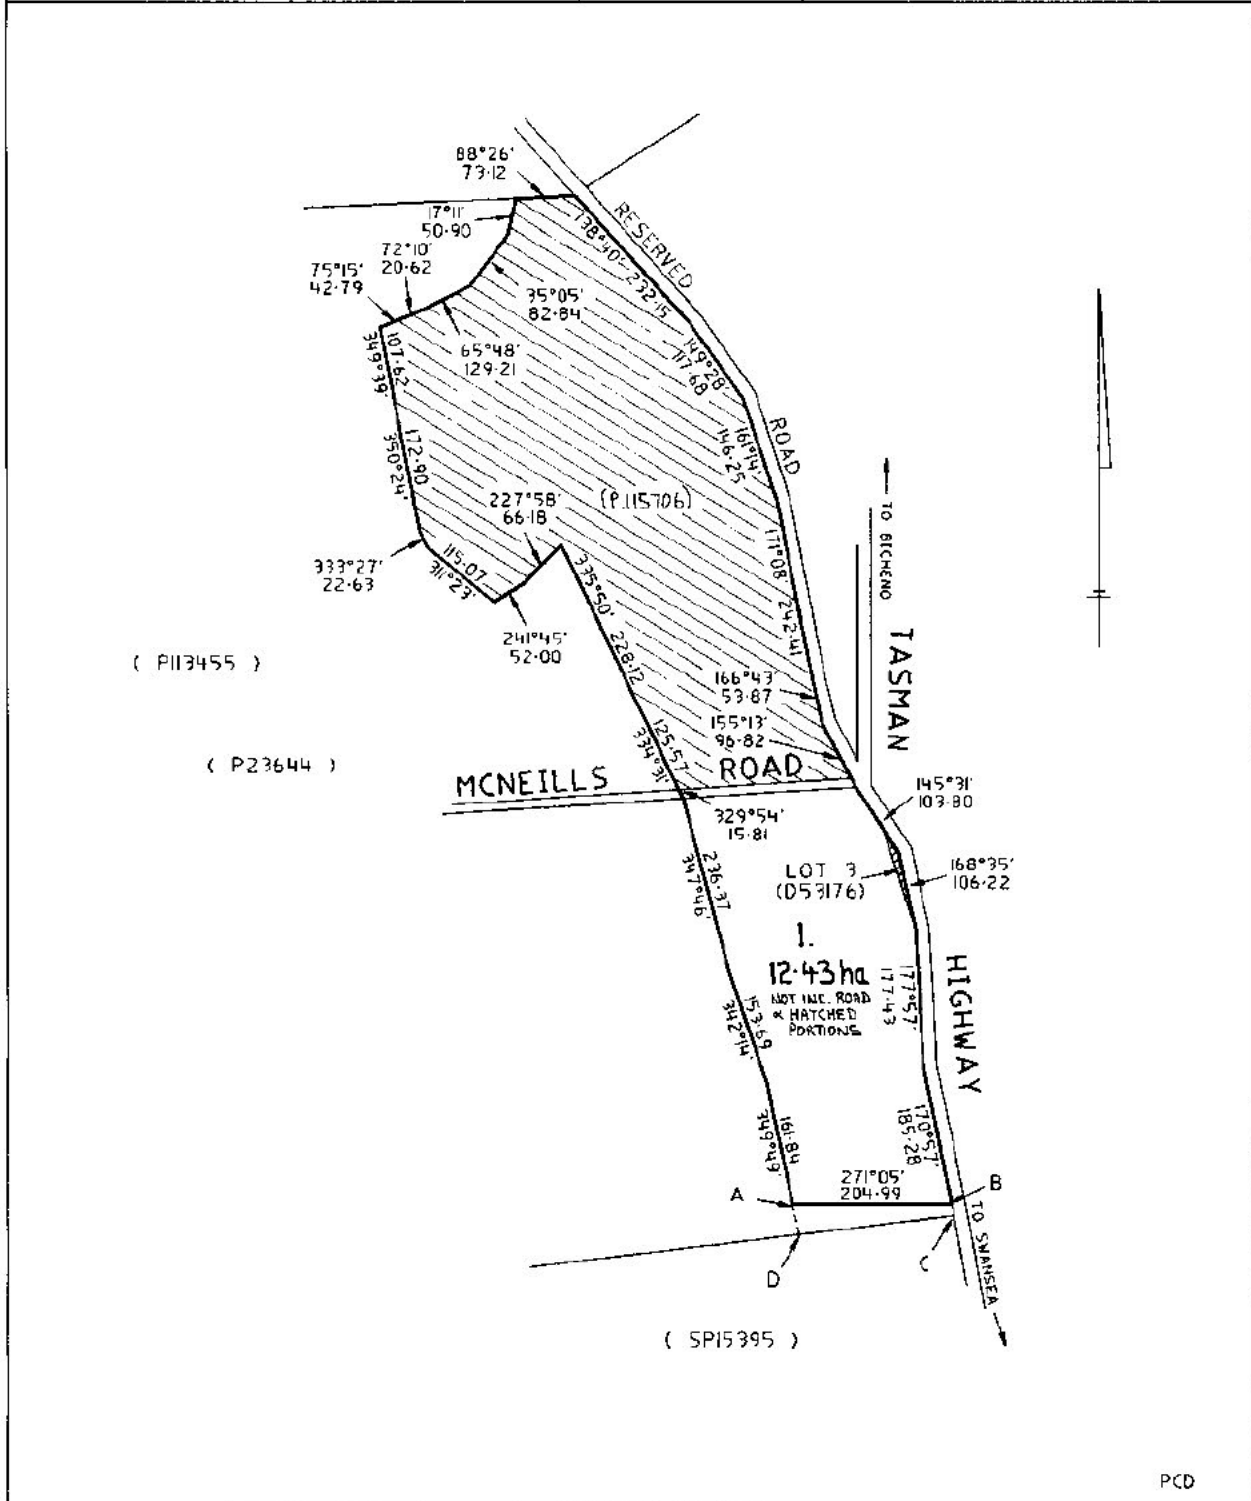 88°26'
73·12
17°11'
50·90
72°10'
20·62
75°15'
42·79
35°05'
82·84
65°48'
129·21
RESERVED
138°40' 232·15
149°28'
117·68
ROAD
161°14'
146·25
107·62
349°39'
172·90
350°24'
227°58'
66·18
(P.115706)
333°27'
22·63
115·07
311°23'
241°45'
52·00
335°50' 228·12
171°08' 242·41
TO BICHENO
TASMAN
( P113455 )
166°43'
53·87
155°13'
96·82
125·57
334°31'
( P23644 )
MCNEILLS ROAD
329°54'
15·81
145°31'
103·80
LOT 3
(D53176)
168°35'
106·22
236·37
347°46'
1.
12·43 ha
NOT INC. ROAD
& HATCHED
PORTIONS
177°57'
177·43
HIGHWAY
153·69
342°14'
161·84
349°49'
170°57'
185·28
271°05'
204·99
A
B
TO SWANSEA
C
D
( SP15395 )
PCD